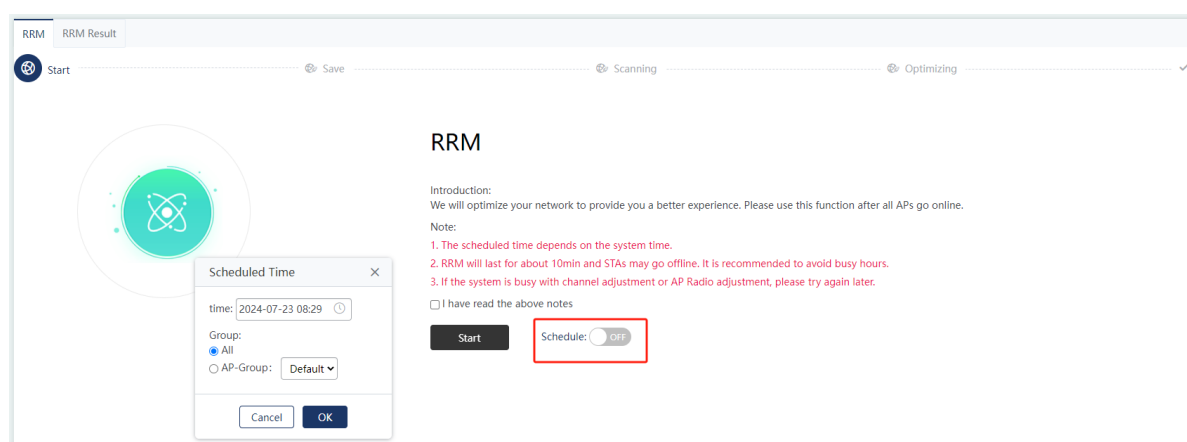 RRM RRM Result
Start Save Scanning Optimizing
RRM
Introduction:
We will optimize your network to provide you a better experience. Please use this function after all APs go online.
Note:
1. The scheduled time depends on the system time.
2. RRM will last for about 10min and STAs may go offline. It is recommended to avoid busy hours.
3. If the system is busy with channel adjustment or AP Radio adjustment, please try again later.
I have read the above notes
Start Schedule: OFF
Scheduled Time
time: 2024-07-23 08:29
Group:
All
AP-Group: Default
Cancel OK